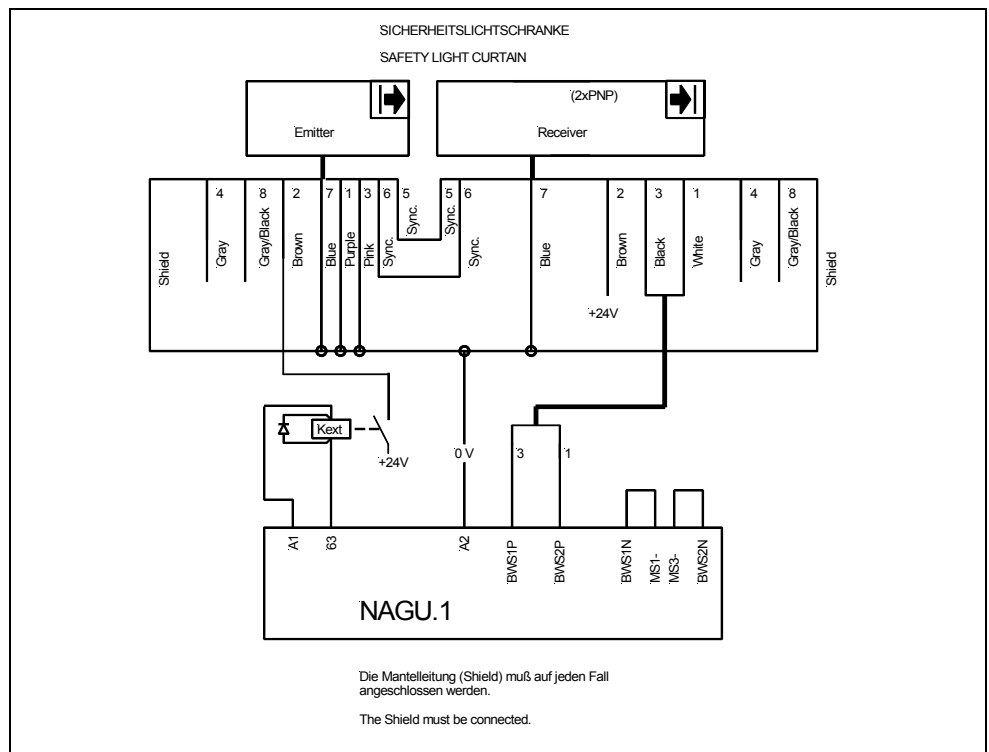 SICHERHEITSLICHTSCHRANKE
SAFETY LIGHT CURTAIN
Emitter
(2xPNP)
Receiver
Shield
4
Gray
8
Gray/Black
2
Brown
7
Blue
1
Purple
3
Pink
6
Sync.
5
Sync.
5
Sync.
6
Sync.
7
Blue
2
Brown
+24V
3
Black
1
White
4
Gray
8
Gray/Black
Shield
Kext
+24V
0 V
3
1
A1
63
A2
BWS1P
BWS2P
BWS1N
MS1-
MS3-
BWS2N
NAGU.1
Die Mantelleitung (Shield) muß auf jeden Fall
angeschlossen werden.
The Shield must be connected.